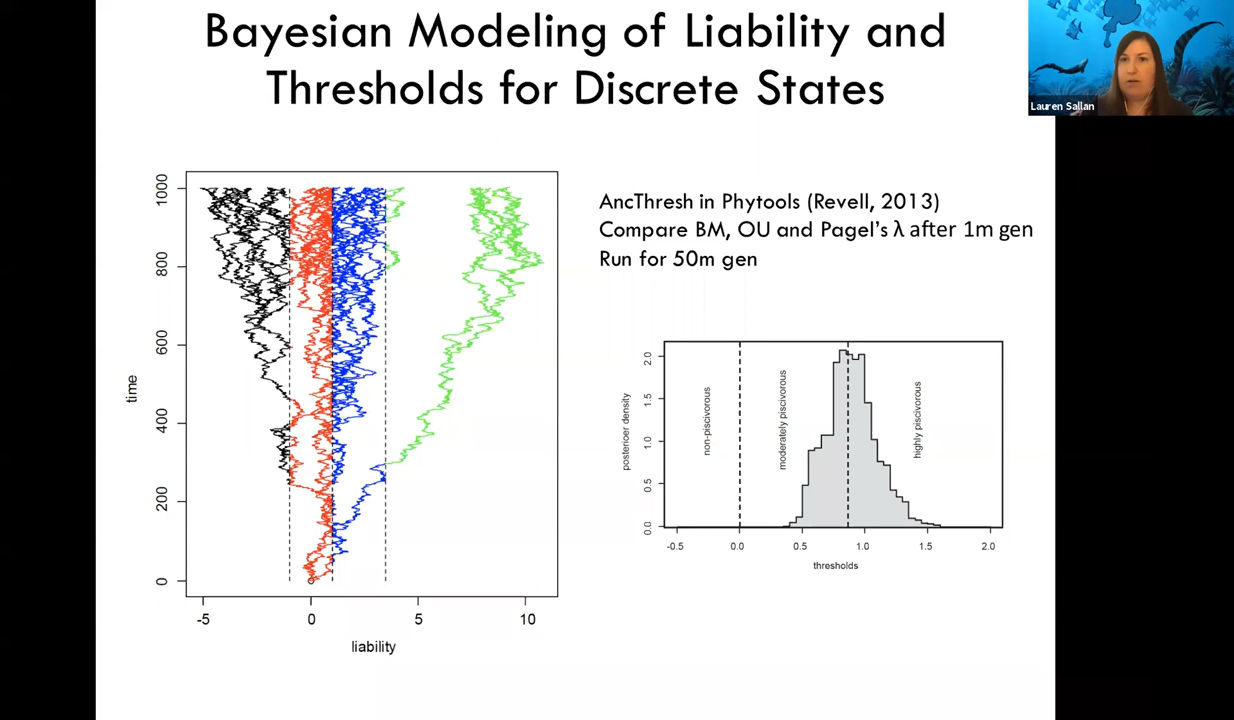 Bayesian Modeling of Liability and
Thresholds for Discrete States
Lauren Sallan
AncThresh in Phytools (Revell, 2013)
Compare BM, OU and Pagel's λ after 1m gen
Run for 50m gen
time
0
200
400
600
800
1000
-5
0
5
10
liability
posterioer density
0.0
0.5
1.0
1.5
2.0
non-piscivorous
moderately piscivorous
highly piscivorous
-0.5
0.0
0.5
1.0
1.5
2.0
thresholds